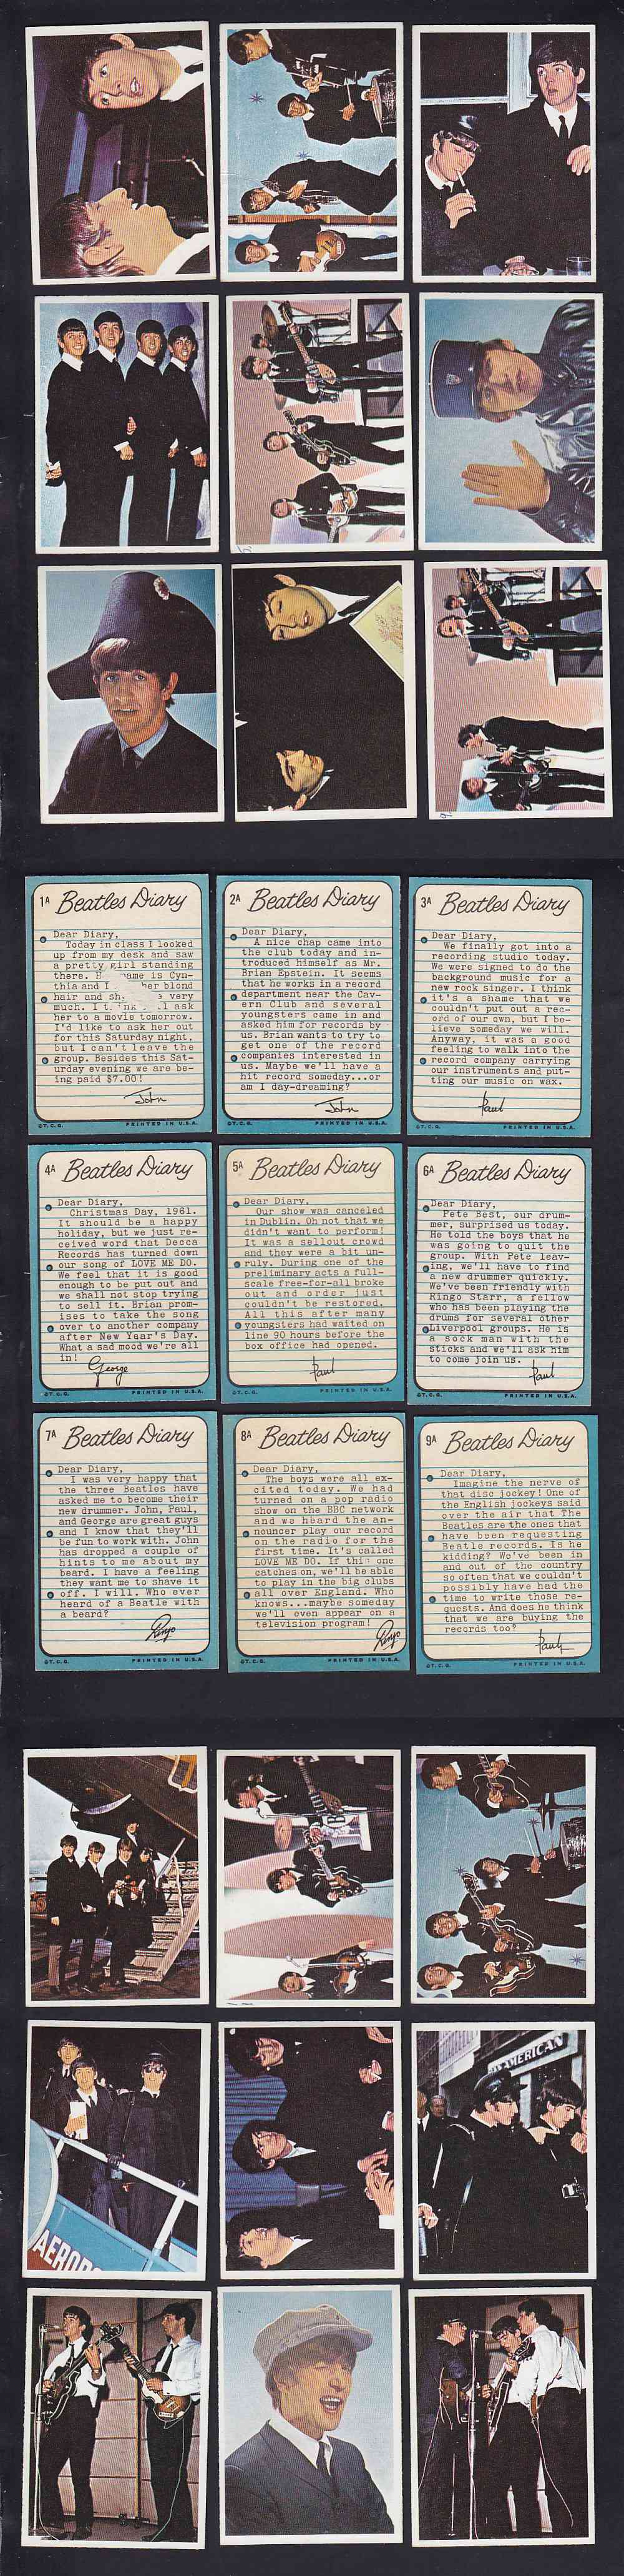 1A Beatles Diary
Dear Diary,
Today in class I looked
up from my desk and saw
a pretty girl standing
there. H ame is Cyn-
thia and I her blond
hair and sh very
much. I t nk ll ask
her to a movie tomorrow.
I'd like to ask her out
for this Saturday night,
but I can't leave the
group. Besides this Sat-
urday evening we are be-
ing paid $7.00!
John
©T.C.G. PRINTED IN U.S.A.
2A Beatles Diary
Dear Diary,
A nice chap came into
the club today and in-
troduced himself as Mr.
Brian Epstein. It seems
that he works in a record
department near the Cav-
ern Club and several
youngsters came in and
asked him for records by
us. Brian wants to try to
get one of the record
companies interested in
us. Maybe we'll have a
hit record someday...or
am I day-dreaming?
John
©T.C.G. PRINTED IN U.S.A.
3A Beatles Diary
Dear Diary,
We finally got into a
recording studio today.
We were signed to do the
background music for a
new rock singer. I think
it's a shame that we
couldn't put out a rec-
ord of our own, but I be-
lieve someday we will.
Anyway, it was a good
feeling to walk into the
record company carrying
our instruments and put-
ting our music on wax.
Paul
©T.C.G. PRINTED IN U.S.A.
4A Beatles Diary
Dear Diary,
Christmas Day, 1961.
It should be a happy
holiday, but we just re-
ceived word that Decca
Records has turned down
our song of LOVE ME DO.
We feel that it is good
enough to be put out and
we shall not stop trying
to sell it. Brian prom-
ises to take the song
over to another company
after New Year's Day.
What a sad mood we're all
in!
George
©T.C.G. PRINTED IN U.S.A.
5A Beatles Diary
Dear Diary,
Our show was canceled
in Dublin. Oh not that we
didn't want to perform!
It was a sellout crowd
and they were a bit un-
ruly. During one of the
preliminary acts a full-
scale free-for-all broke
out and order just
couldn't be restored.
All this after many
youngsters had waited on
line 90 hours before the
box office had opened.
Paul
©T.C.G. PRINTED IN U.S.A.
6A Beatles Diary
Dear Diary,
Pete Best, our drum-
mer, surprised us today.
He told the boys that he
was going to quit the
group. With Pete leav-
ing, we'll have to find
a new drummer quickly.
We've been friendly with
Ringo Starr, a fellow
who has been playing the
drums for several other
Liverpool groups. He is
a sock man with the
sticks and we'll ask him
to come join us.
Paul
©T.C.G. PRINTED IN U.S.A.
7A Beatles Diary
Dear Diary,
I was very happy that
the three Beatles have
asked me to become their
new drummer. John, Paul,
and George are great guys
and I know that they'll
be fun to work with. John
has dropped a couple of
hints to me about my
beard. I have a feeling
they want me to shave it
off. I will. Who ever
heard of a Beatle with
a beard?
Ringo
©T.C.G. PRINTED IN U.S.A.
8A Beatles Diary
Dear Diary,
The boys were all ex-
cited today. We had
turned on a pop radio
show on the BBC network
and we heard the an-
nouncer play our record
on the radio for the
first time. It's called
LOVE ME DO. If this one
catches on, we'll be able
to play in the big clubs
all over England. Who
knows...maybe someday
we'll even appear on a
television program!
Ringo
©T.C.G. PRINTED IN U.S.A.
9A Beatles Diary
Dear Diary,
Imagine the nerve of
that disc jockey! One of
the English jockeys said
over the air that The
Beatles are the ones that
have been requesting
Beatle records. Is he
kidding? We've been in
and out of the country
so often that we couldn't
possibly have had the
time to write those re-
quests. And does he think
that we are buying the
records too?
Paul
©T.C.G. PRINTED IN U.S.A.
AMERICAN
AERO